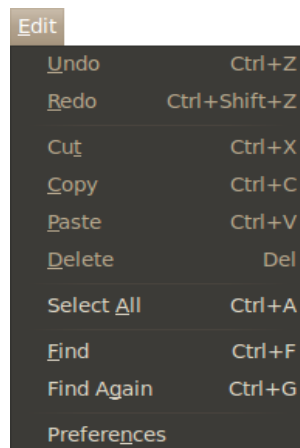 Edit
Undo Ctrl+Z
Redo Ctrl+Shift+Z
Cut Ctrl+X
Copy Ctrl+C
Paste Ctrl+V
Delete Del
Select All Ctrl+A
Find Ctrl+F
Find Again Ctrl+G
Preferences